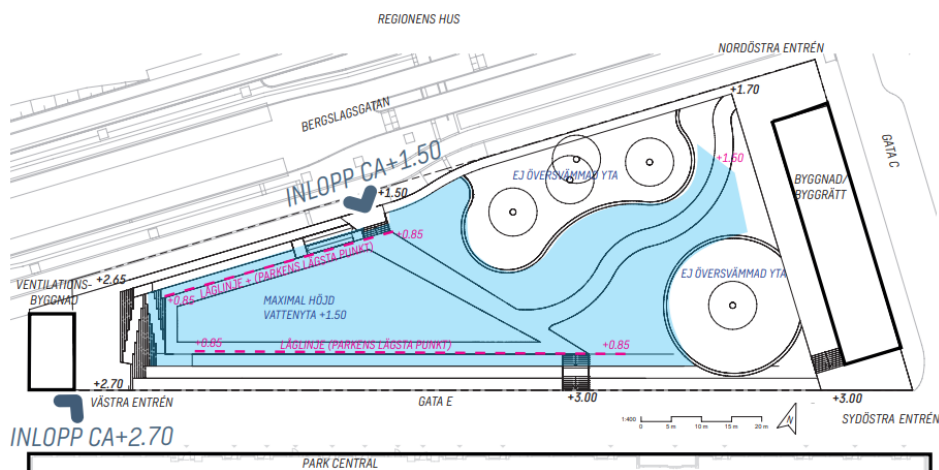 REGIONENS HUS
NORDÖSTRA ENTRÉN
+1.70
BERGSLAGSGATAN
GATA C
INLOPP CA+1.50
+1.50
EJ ÖVERSVÄMMAD YTA
+1.50
BYGGNAD/
BYGGRÄTT
+0.85
+2.65
VENTILATIONS-
BYGGNAD
LÅGLINJE + (PARKENS LÄGSTA PUNKT)
+0.85
EJ ÖVERSVÄMMAD YTA
MAXIMAL HÖJD
VATTENYTA +1.50
+0.85
LÅGLINJE (PARKENS LÄGSTA PUNKT)
+0.85
+2.70
VÄSTRA ENTRÉN
GATA E
+3.00
+3.00
1:400
0 5 m 10 m 15 m 20 m
N
SYDÖSTRA ENTRÉN
INLOPP CA+2.70
PARK CENTRAL